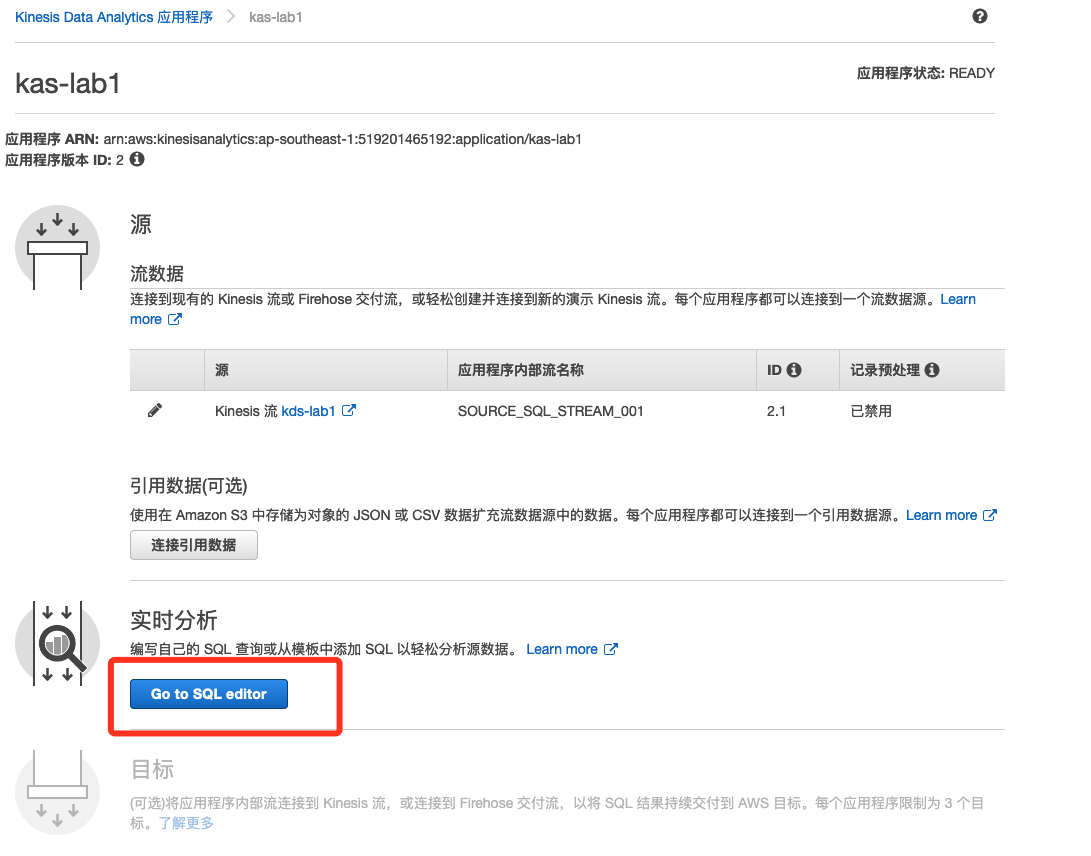 Kinesis Data Analytics 应用程序 kas-lab1
kas-lab1
应用程序状态: READY
应用程序 ARN: arn:aws:kinesisanalytics:ap-southeast-1:519201465192:application/kas-lab1
应用程序版本 ID: 2
源
流数据
连接到现有的 Kinesis 流或 Firehose 交付流，或轻松创建并连接到新的演示 Kinesis 流。每个应用程序都可以连接到一个流数据源。Learn
more
源 应用程序内部流名称 ID 记录预处理
Kinesis 流 kds-lab1 SOURCE_SQL_STREAM_001 2.1 已禁用
引用数据(可选)
使用在 Amazon S3 中存储为对象的 JSON 或 CSV 数据扩充流数据源中的数据。每个应用程序都可以连接到一个引用数据源。Learn more
连接引用数据
实时分析
编写自己的 SQL 查询或从模板中添加 SQL 以轻松分析源数据。 Learn more
Go to SQL editor
目标
(可选)将应用程序内部流连接到 Kinesis 流，或连接到 Firehose 交付流，以将 SQL 结果持续交付到 AWS 目标。每个应用程序限制为 3 个目
标。了解更多